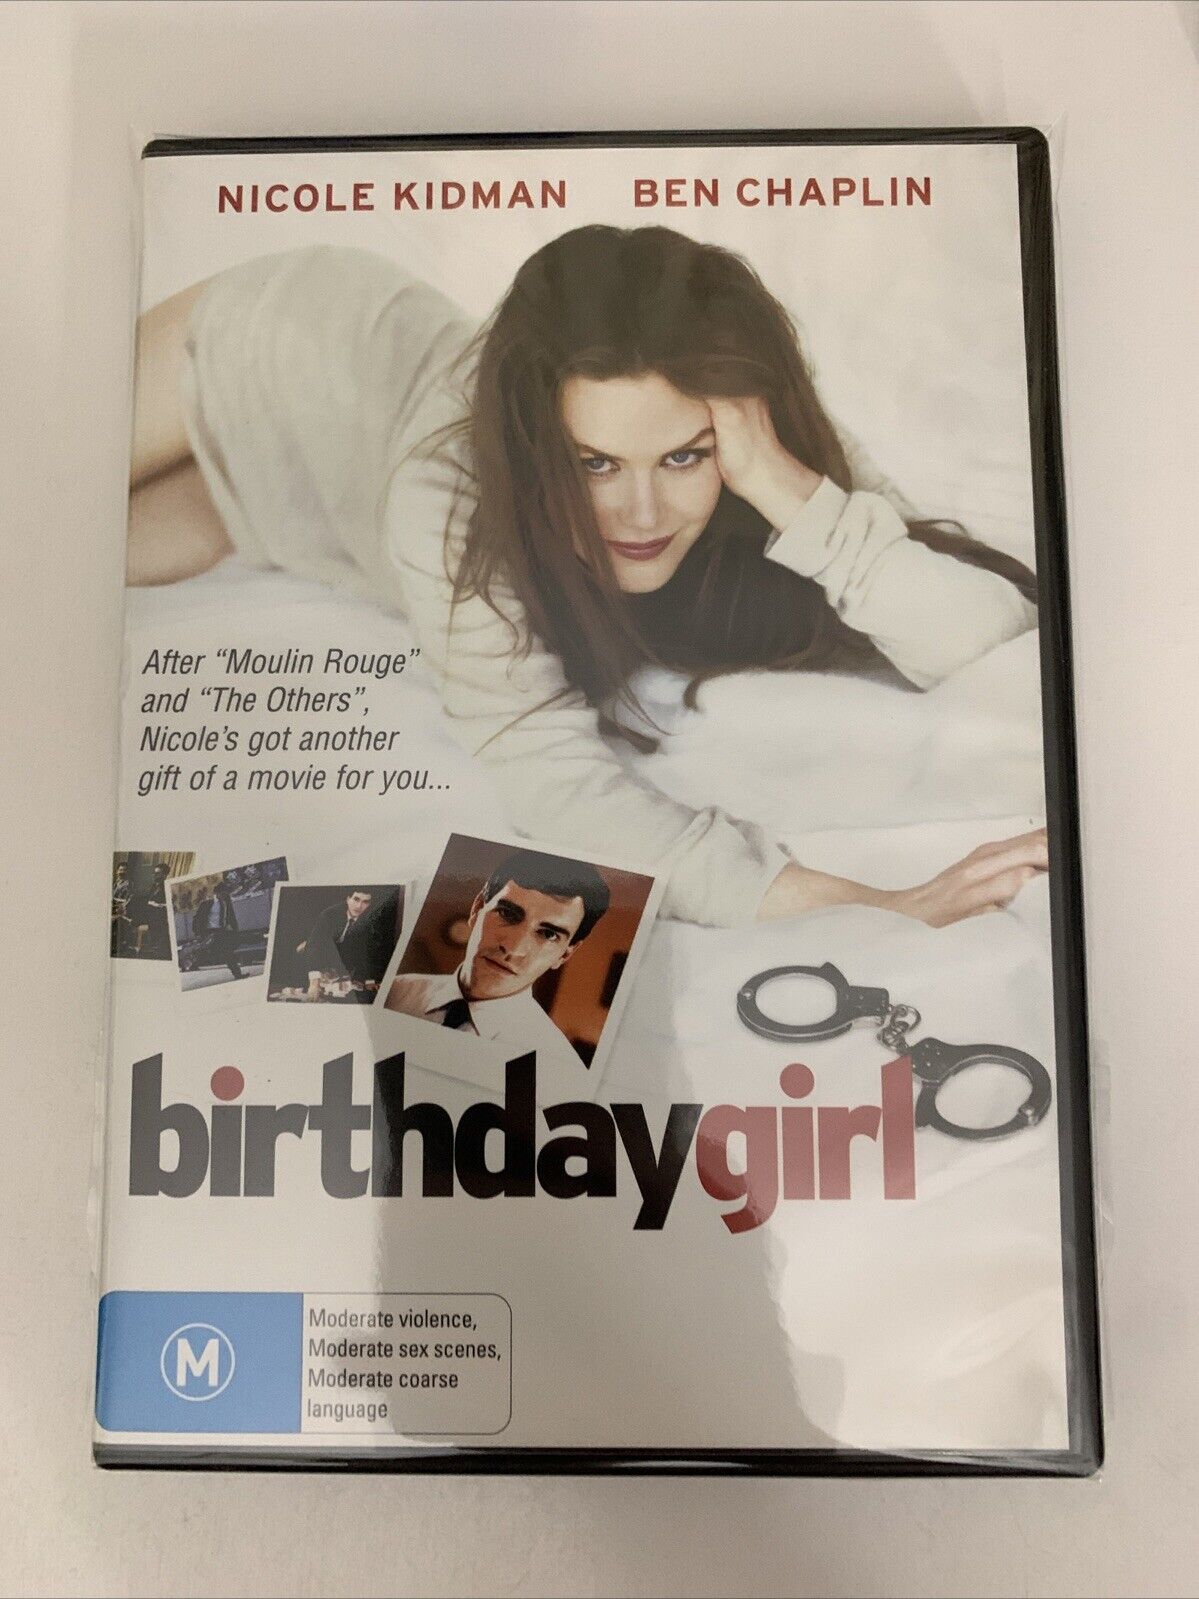 NICOLE KIDMAN BEN CHAPLIN
After “Moulin Rouge”
and “The Others”,
Nicole's got another
gift of a movie for you...
birthdaygirl
M
Moderate violence,
Moderate sex scenes,
Moderate coarse
language